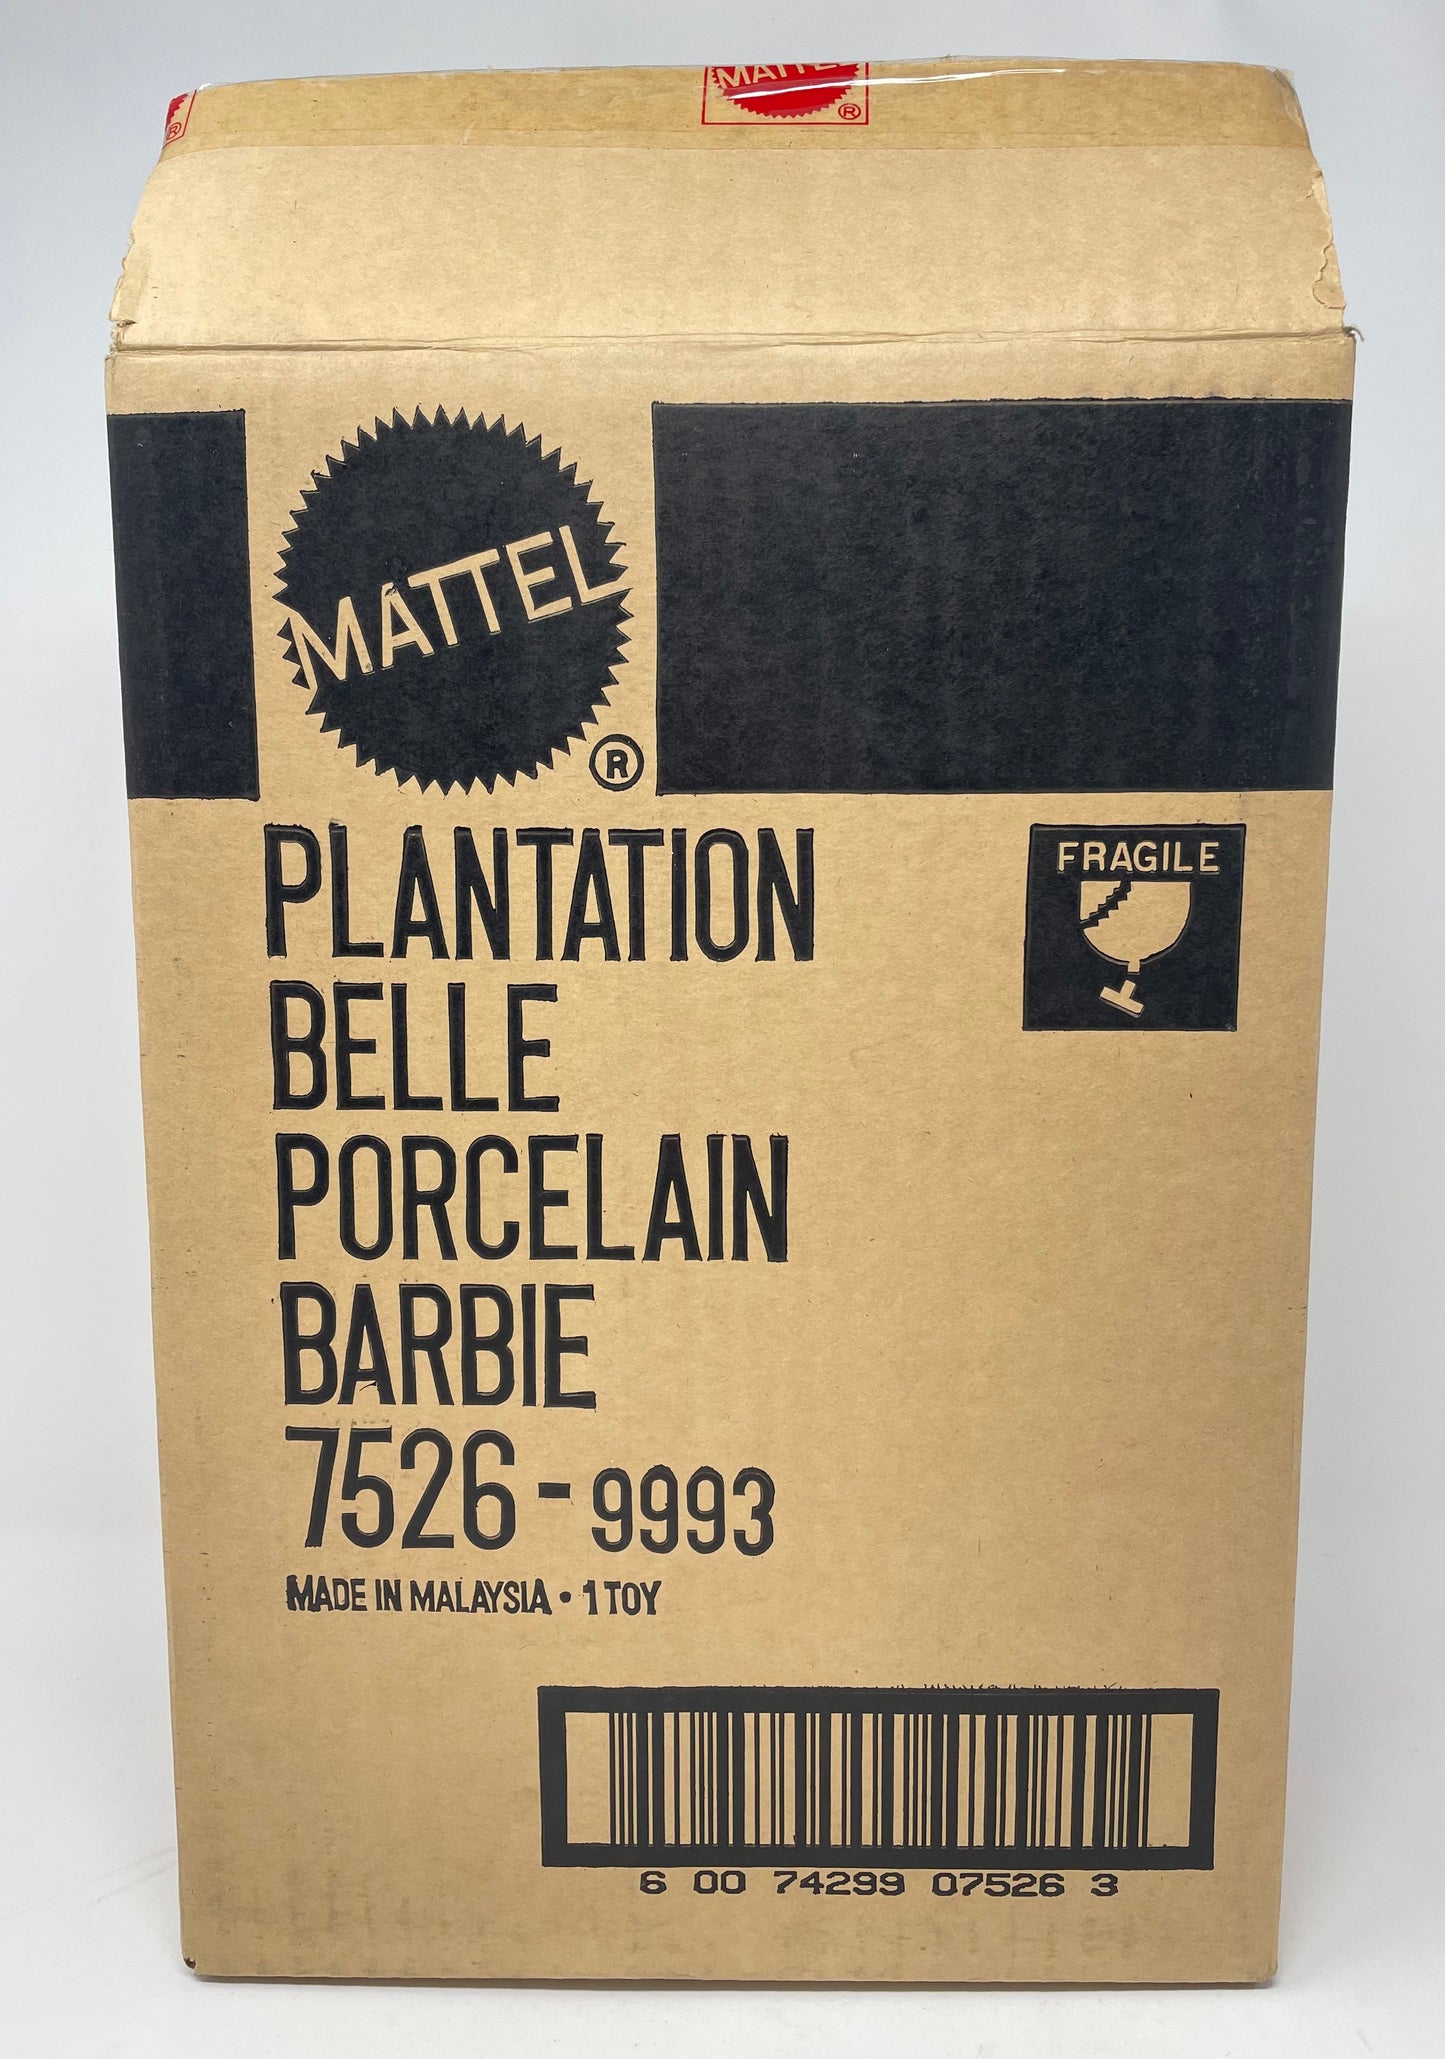 MATTEL
®
®
MATTEL
®
PLANTATION
FRAGILE
BELLE
PORCELAIN
BARBIE
7526 - 9993
MADE IN MALAYSIA • 1 TOY
6 00 74299 07526 3